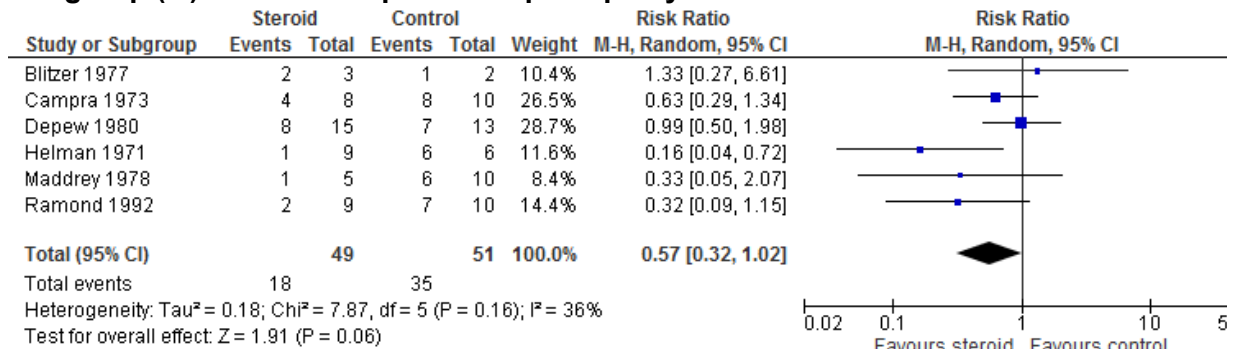 Steroid Control Risk Ratio Risk Ratio
Study or Subgroup Events Total Events Total Weight M-H, Random, 95% CI M-H, Random, 95% CI
Blitzer 1977 2 3 1 2 10.4% 1.33 [0.27, 6.61]
Campra 1973 4 8 8 10 26.5% 0.63 [0.29, 1.34]
Depew 1980 8 15 7 13 28.7% 0.99 [0.50, 1.98]
Helman 1971 1 9 6 6 11.6% 0.16 [0.04, 0.72]
Maddrey 1978 1 5 6 10 8.4% 0.33 [0.05, 2.07]
Ramond 1992 2 9 7 10 14.4% 0.32 [0.09, 1.15]
Total (95% CI) 49 51 100.0% 0.57 [0.32, 1.02]
Total events 18 35
Heterogeneity: Tau² = 0.18; Chi² = 7.87, df = 5 (P = 0.16); I² = 36%
0.02 0.1 1 10 5
Test for overall effect: Z = 1.91 (P = 0.06)
Favours steroid Favours control